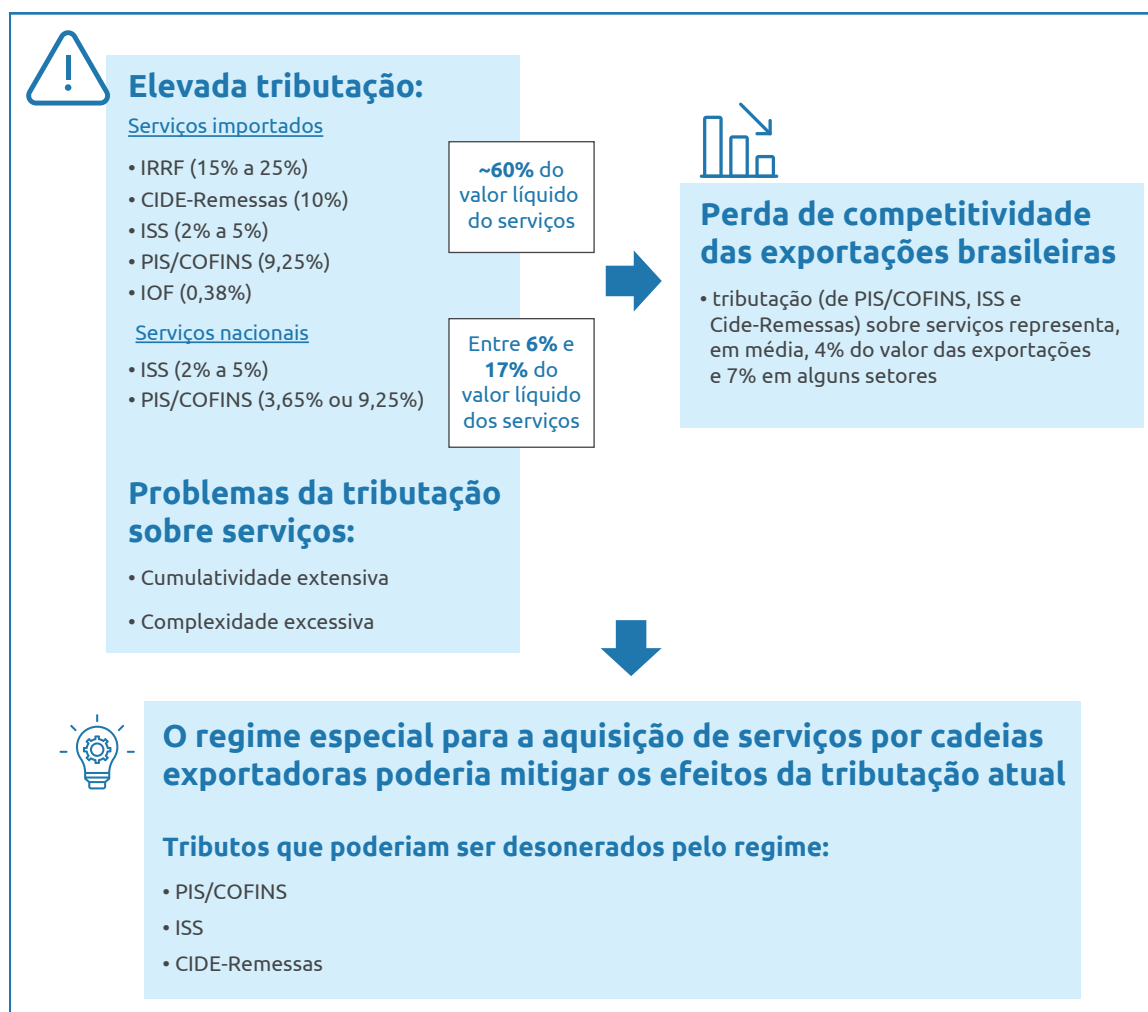 Elevada tributação:
Serviços importados
• IRRF (15% a 25%)
• CIDE-Remessas (10%)
• ISS (2% a 5%)
• PIS/COFINS (9,25%)
• IOF (0,38%)
~60% do
valor líquido
do serviços
Serviços nacionais
• ISS (2% a 5%)
• PIS/COFINS (3,65% ou 9,25%)
Entre 6% e
17% do
valor líquido
dos serviços
Problemas da tributação
sobre serviços:
• Cumulatividade extensiva
• Complexidade excessiva
Perda de competitividade
das exportações brasileiras
• tributação (de PIS/COFINS, ISS e
Cide-Remessas) sobre serviços representa,
em média, 4% do valor das exportações
e 7% em alguns setores
O regime especial para a aquisição de serviços por cadeias
exportadoras poderia mitigar os efeitos da tributação atual
Tributos que poderiam ser desonerados pelo regime:
• PIS/COFINS
• ISS
• CIDE-Remessas